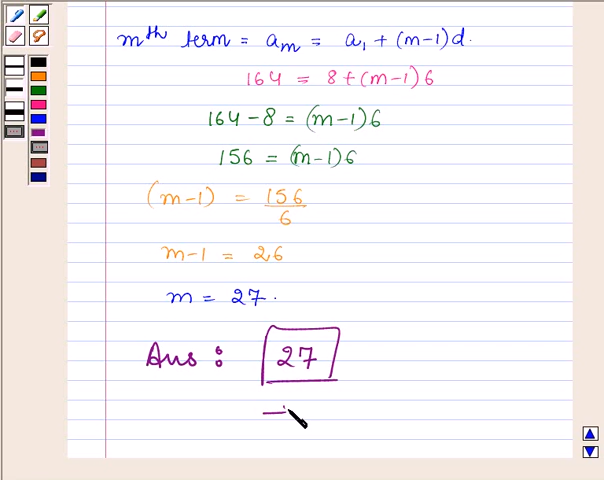 mth term = am = a1 + (m-1)d.
164 = 8+(m-1)6
164-8 = (m-1)6
156 = (m-1)6
(m-1) = 156/6
m-1 = 26
m = 27.
Ans : 27